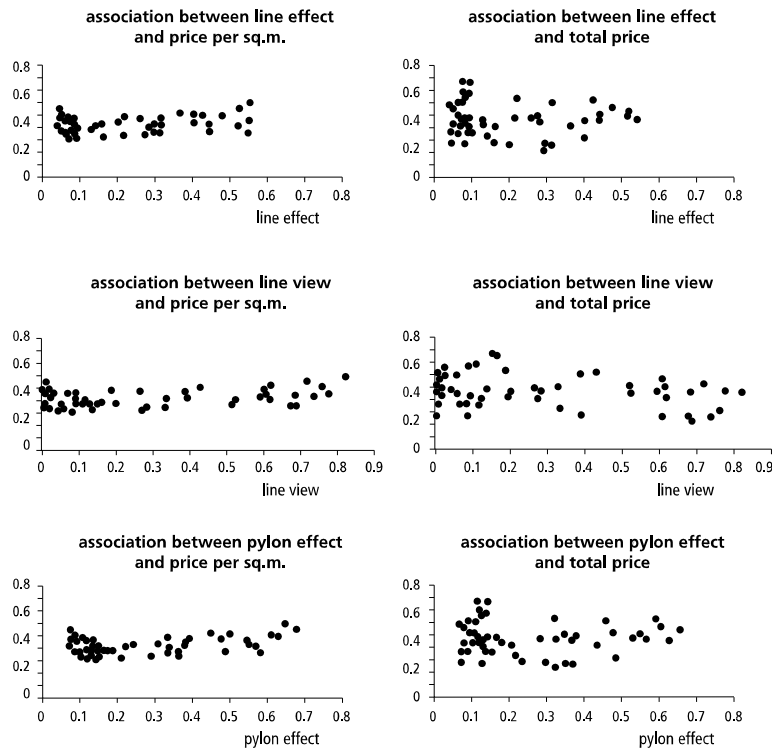 association between line effect
and price per sq.m.
0.8
0.6
0.4
0.2
0
0 0.1 0.2 0.3 0.4 0.5 0.6 0.7 0.8
line effect
association between line effect
and total price
0.8
0.6
0.4
0.2
0
0 0.1 0.2 0.3 0.4 0.5 0.6 0.7 0.8
line effect
association between line view
and price per sq.m.
0.8
0.6
0.4
0.2
0
0 0.1 0.2 0.3 0.4 0.5 0.6 0.7 0.8 0.9
line view
association between line view
and total price
0.8
0.6
0.4
0.2
0
0 0.1 0.2 0.3 0.4 0.5 0.6 0.7 0.8 0.9
line view
association between pylon effect
and price per sq.m.
0.8
0.6
0.4
0.2
0
0 0.1 0.2 0.3 0.4 0.5 0.6 0.7 0.8
pylon effect
association between pylon effect
and total price
0.8
0.6
0.4
0.2
0
0 0.1 0.2 0.3 0.4 0.5 0.6 0.7 0.8
pylon effect